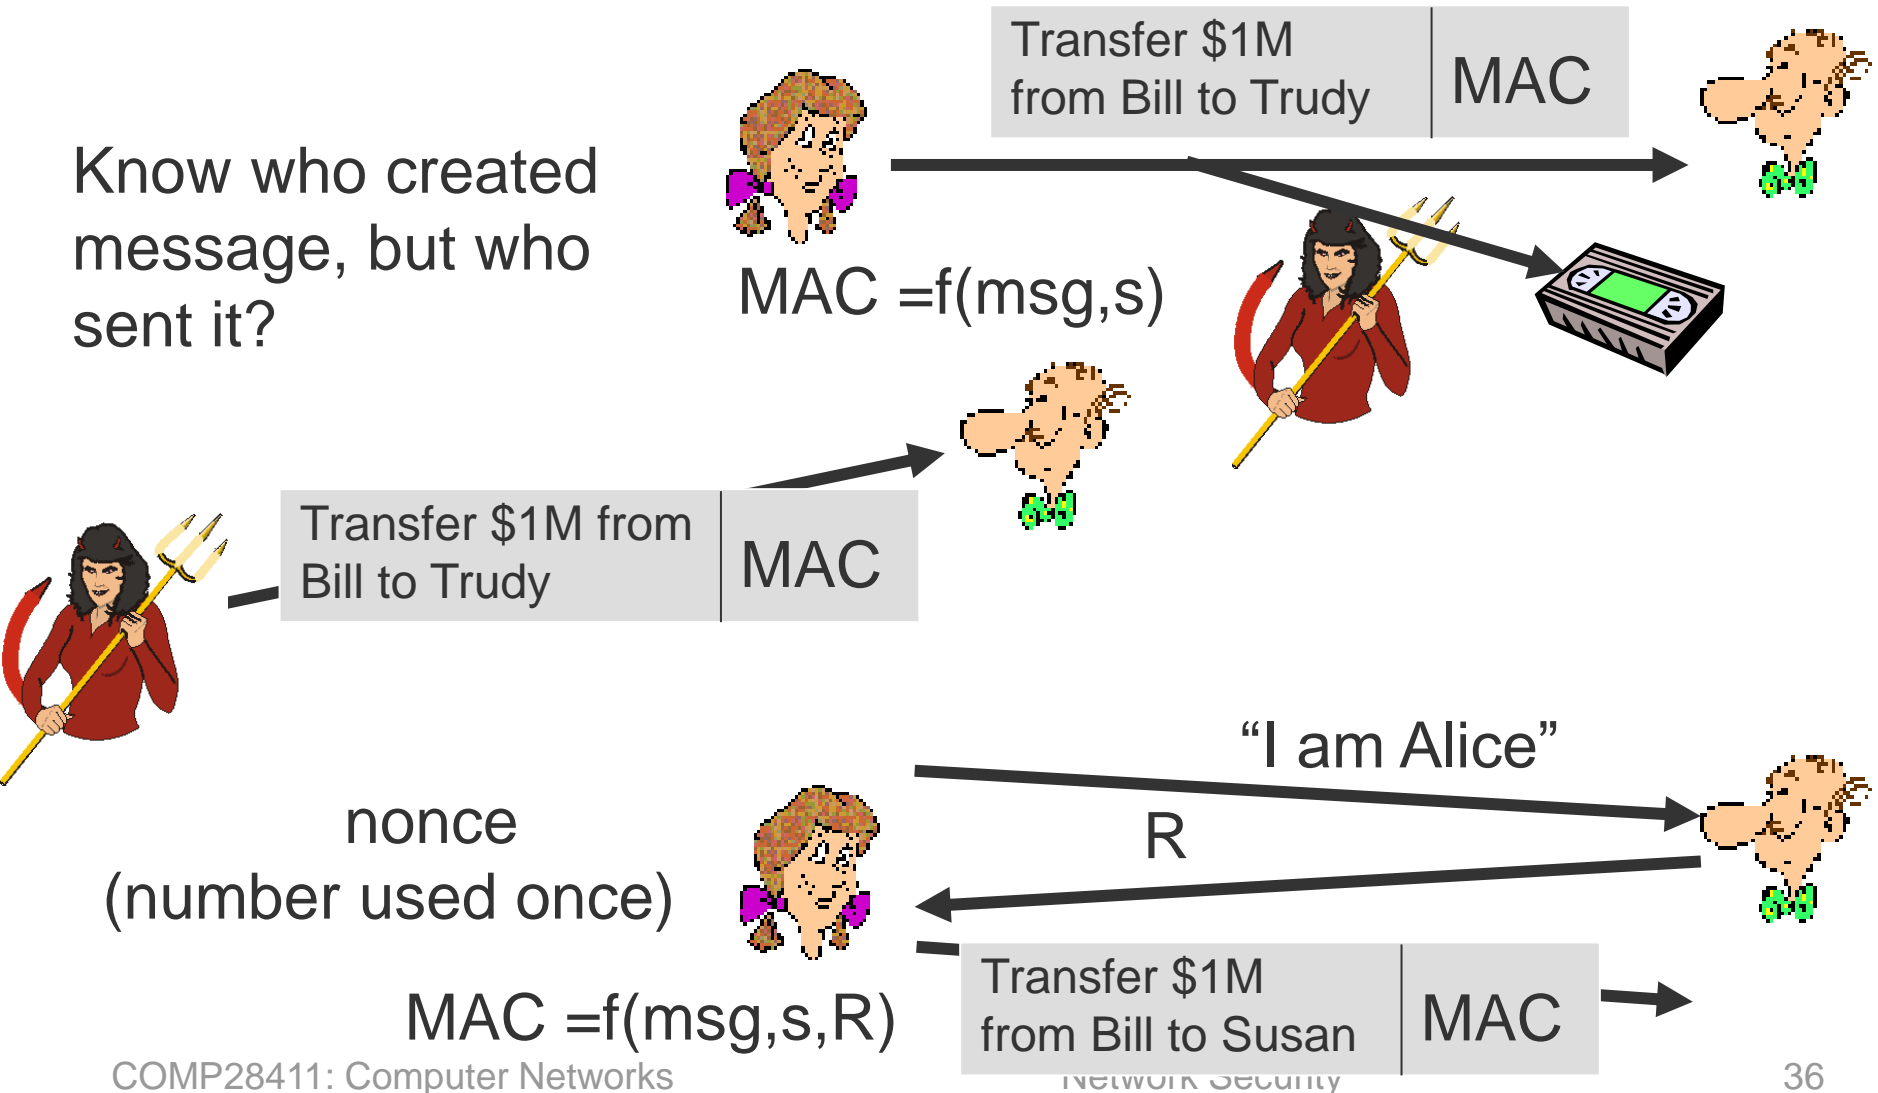 Transfer $1M
from Bill to Trudy
MAC
Know who created
message, but who
sent it?
MAC =f(msg,s)
Transfer $1M from
Bill to Trudy
MAC
“I am Alice”
R
nonce
(number used once)
MAC =f(msg,s,R)
Transfer $1M
from Bill to Susan
MAC
COMP28411: Computer Networks
Network Security
36